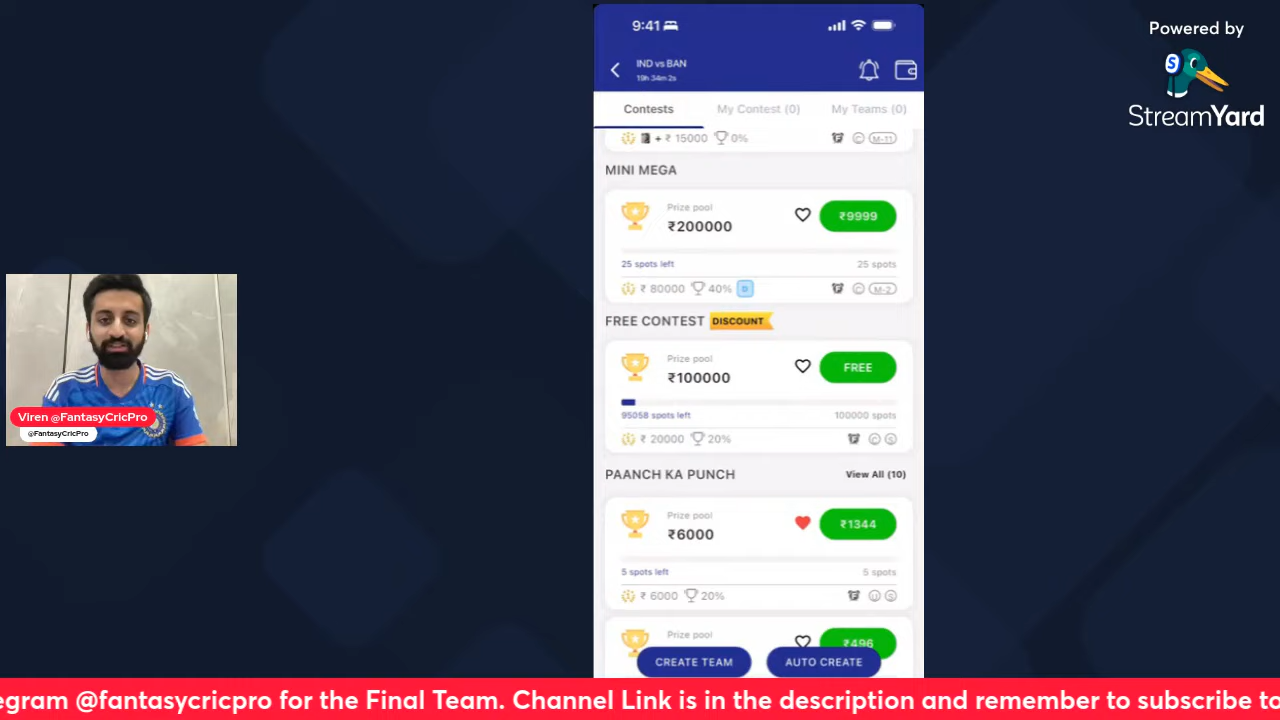 Powered by
S
StreamYard
9:41
IND vs BAN
19h 34m 2s
Contests
My Contest (0)
My Teams (0)
+ ₹ 15000 0% C M-11
MINI MEGA
Prize pool
₹200000
₹9999
25 spots left
25 spots
₹ 80000 40% D C M-2
FREE CONTEST DISCOUNT
Prize pool
₹100000
FREE
95058 spots left
100000 spots
₹ 20000 20% C S
PAANCH KA PUNCH
View All (10)
Prize pool
₹6000
₹1344
5 spots left
5 spots
₹ 6000 20% U S
Prize pool
₹496
CREATE TEAM
AUTO CREATE
Viren @FantasyCricPro
@FantasyCricPro
egram @fantasycricpro for the Final Team. Channel Link is in the description and remember to subscribe to